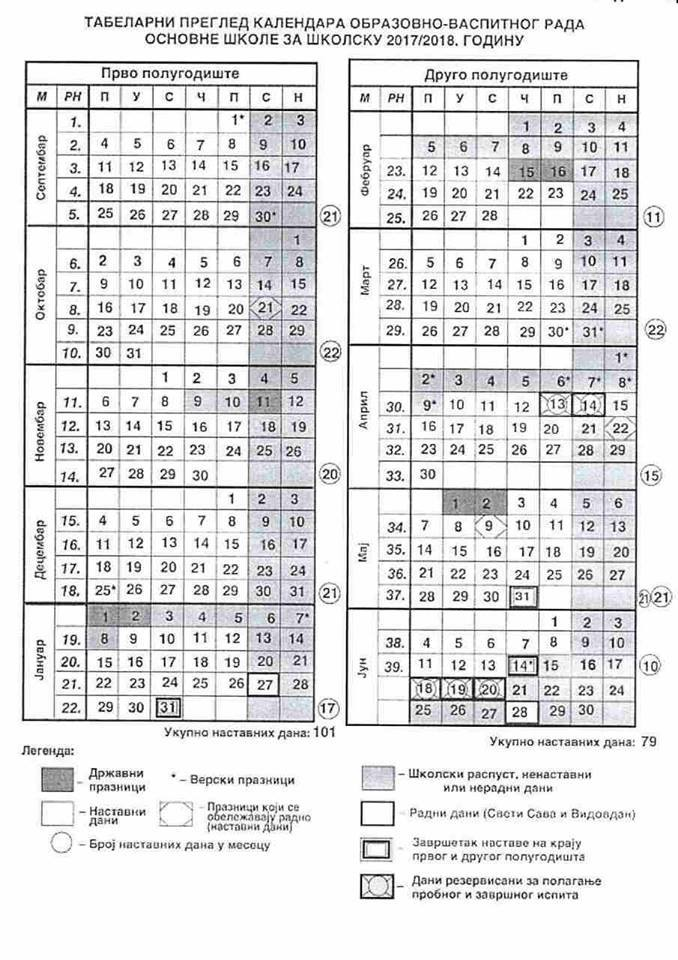 ТАБЕЛАРНИ ПРЕГЛЕД КАЛЕНДАРА ОБРАЗОВНО-ВАСПИТНОГ РАДА
ОСНОВНЕ ШКОЛЕ ЗА ШКОЛСКУ 2017/2018. ГОДИНУ
Прво полугодиште
М РН П У С Ч П С Н
Септембар
1. 1* 2 3
2. 4 5 6 7 8 9 10
3. 11 12 13 14 15 16 17
4. 18 19 20 21 22 23 24
5. 25 26 27 28 29 30* 21
Октобар
1
6. 2 3 4 5 6 7 8
7. 9 10 11 12 13 14 15
8. 16 17 18 19 20 21 22
9. 23 24 25 26 27 28 29
10. 30 31 22
Новембар
1 2 3 4 5
11. 6 7 8 9 10 11 12
12. 13 14 15 16 17 18 19
13. 20 21 22 23 24 25 26
14. 27 28 29 30 20
Децембар
1 2 3
15. 4 5 6 7 8 9 10
16. 11 12 13 14 15 16 17
17. 18 19 20 21 22 23 24
18. 25* 26 27 28 29 30 31 21
Јануар
1 2 3 4 5 6 7*
19. 8 9 10 11 12 13 14
20. 15 16 17 18 19 20 21
21. 22 23 24 25 26 27 28
22. 29 30 31 17
Укупно наставних дана: 101
Друго полугодиште
М РН П У С Ч П С Н
Фебруар
1 2 3 4
5 6 7 8 9 10 11
23. 12 13 14 15 16 17 18
24. 19 20 21 22 23 24 25
25. 26 27 28 11
Март
1 2 3 4
26. 5 6 7 8 9 10 11
27. 12 13 14 15 16 17 18
28. 19 20 21 22 23 24 25
29. 26 27 28 29 30* 31* 22
Април
1*
2* 3 4 5 6* 7* 8*
30. 9* 10 11 12 13 14 15
31. 16 17 18 19 20 21 22
32. 23 24 25 26 27 28 29
33. 30 15
Мај
1 2 3 4 5 6
34. 7 8 9 10 11 12 13
35. 14 15 16 17 18 19 20
36. 21 22 23 24 25 26 27
37. 28 29 30 31 21 21
Јун
1 2 3
38. 4 5 6 7 8 9 10
39. 11 12 13 14* 15 16 17 10
18 19 20 21 22 23 24
25 26 27 28 29 30
Укупно наставних дана: 79
Легенда:
- Државни
празници
* - Верски празници
- Наставни
дани
- Празници који се
обележавају радно
(наставни дани)
- Број наставних дана у месецу
- Школски распуст, ненаставни
или нерадни дани
- Радни дани (Свети Сава и Видовдан)
- Завршетак наставе на крају
првог и другог полугодишта
- Дани резервисани за полагање
пробног и завршног испита